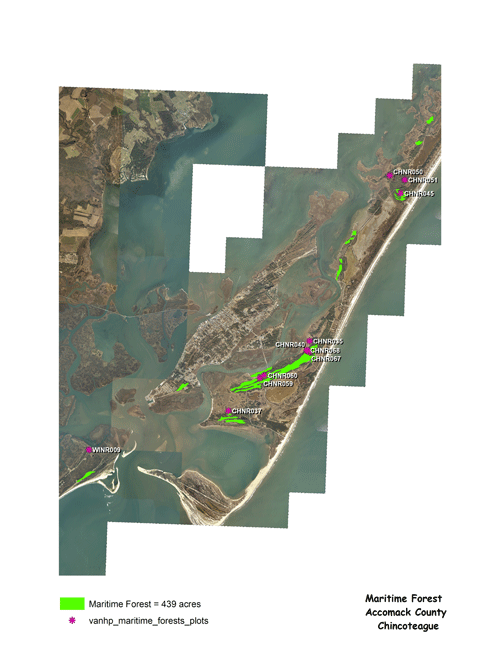 CHNR050
CHNR051
CHNR045
CHNR040
CHNR035
CHNR068
CHNR067
CHNR060
CHNR059
CHNR037
WINR009
Maritime Forest = 439 acres
vanhp_maritime_forests_plots
Maritime Forest
Accomack County
Chincoteague